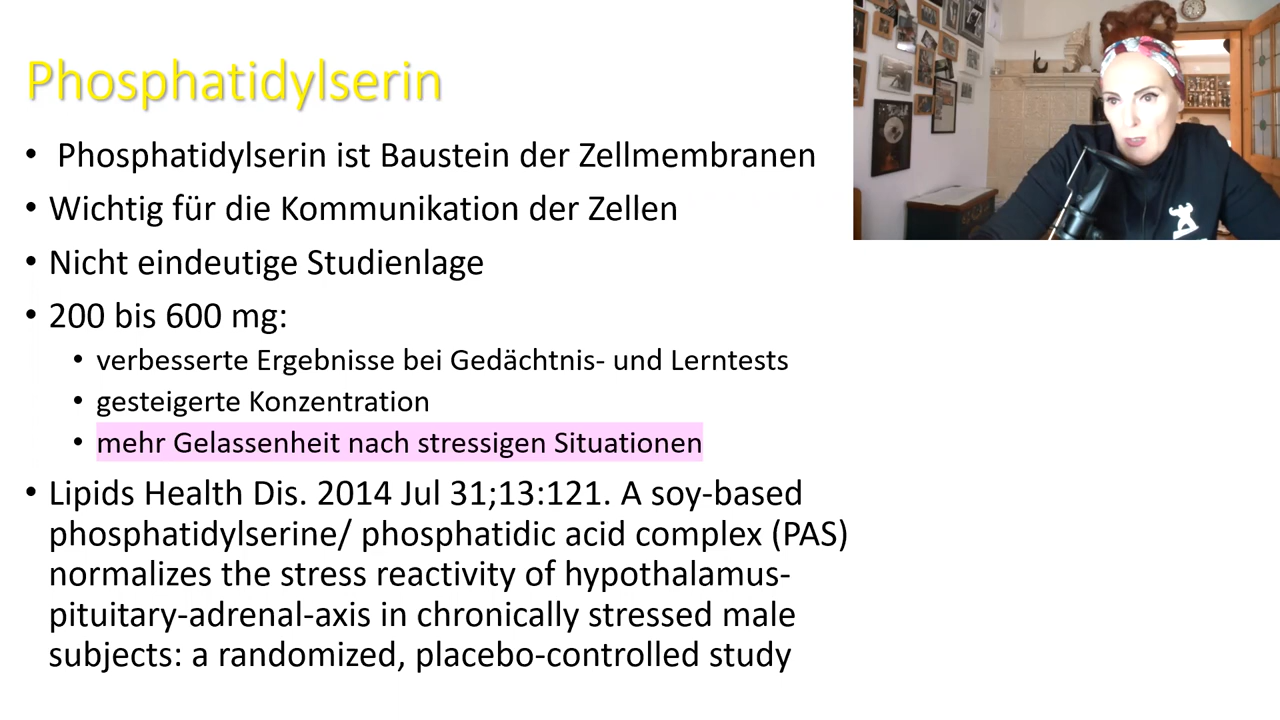 Phosphatidylserin
• Phosphatidylserin ist Baustein der Zellmembranen
• Wichtig für die Kommunikation der Zellen
• Nicht eindeutige Studienlage
• 200 bis 600 mg:
• verbesserte Ergebnisse bei Gedächtnis- und Lerntests
• gesteigerte Konzentration
• mehr Gelassenheit nach stressigen Situationen
• Lipids Health Dis. 2014 Jul 31;13:121. A soy-based
phosphatidylserine/ phosphatidic acid complex (PAS)
normalizes the stress reactivity of hypothalamus-
pituitary-adrenal-axis in chronically stressed male
subjects: a randomized, placebo-controlled study